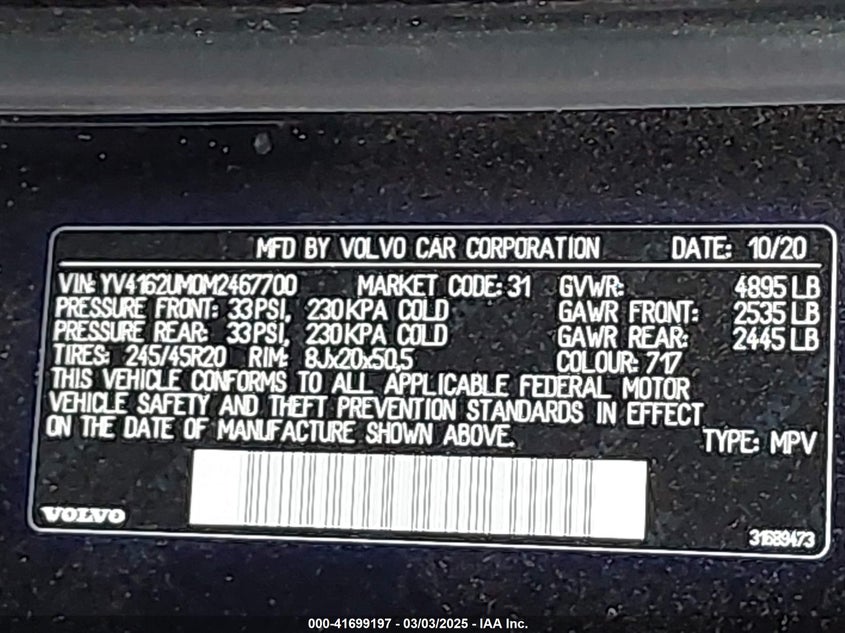 MFD BY VOLVO CAR CORPORATION DATE: 10/20
VIN: YV4162UM0M2467700 MARKET CODE: 31 GVWR: 4895 LB
PRESSURE FRONT: 33PSI, 230KPA COLD GAWR FRONT: 2535 LB
PRESSURE REAR: 33PSI, 230KPA COLD GAWR REAR: 2445 LB
TIRES: 245/45R20 RIM: 8Jx20x50,5 COLOUR: 717
THIS VEHICLE CONFORMS TO ALL APPLICABLE FEDERAL MOTOR
VEHICLE SAFETY AND THEFT PREVENTION STANDARDS IN EFFECT
ON THE DATE OF MANUFACTURE SHOWN ABOVE. TYPE: MPV
VOLVO 31689473
000-41699197 - 03/03/2025 - IAA Inc.